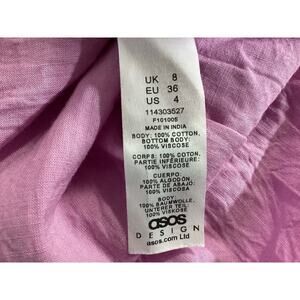 UK 8
EU 36
US 4
114303527
F101005
MADE IN INDIA
BODY: 100% COTTON,
BOTTOM BODY:
100% VISCOSE
CORPS: 100% COTON,
PARTIE INFÉRIEURE:
100% VISCOSE
CUERPO:
100% ALGODÓN,
PARTE DE ABAJO:
100% VISCOSA
BODY:
100% BAUMWOLLE,
UNTERER TEIL:
100% VISKOSE
asos
DESIGN
asos.com Ltd